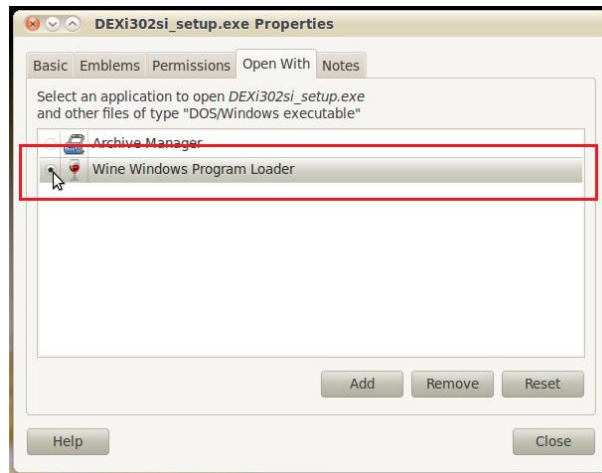 DEXi302si_setup.exe Properties
Basic Emblems Permissions Open With Notes
Select an application to open DEXi302si_setup.exe
and other files of type "DOS/Windows executable"
Archive Manager
Wine Windows Program Loader
Add Remove Reset
Help Close